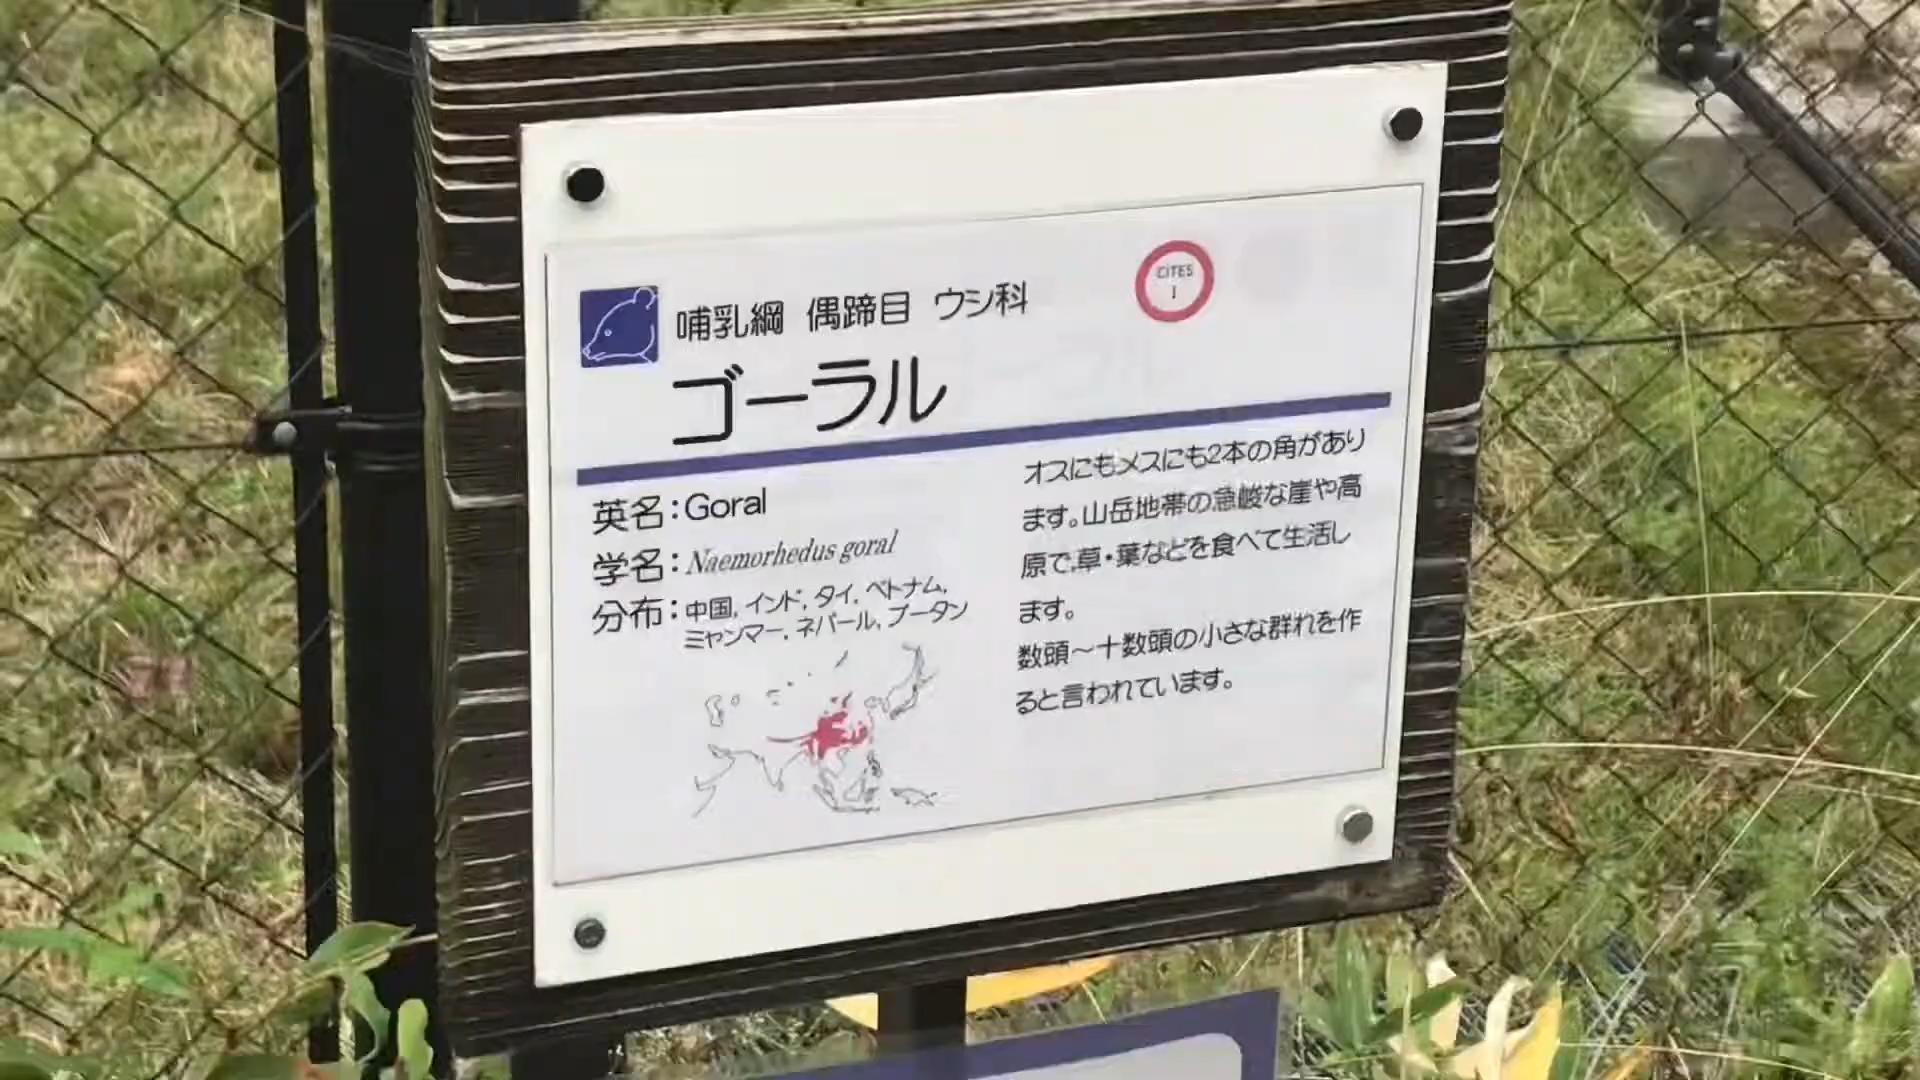 哺乳綱 偶蹄目 ウシ科
CITES
I
ゴーラル
英名:Goral
学名:Naemorhedus goral
分布:中国, インド, タイ, ベトナム,
ミャンマー, ネパール, ブータン
オスにもメスにも2本の角があり
ます。山岳地帯の急峻な崖や高
原で、草・葉などを食べて生活し
ます。
数頭～十数頭の小さな群れを作
ると言われています。